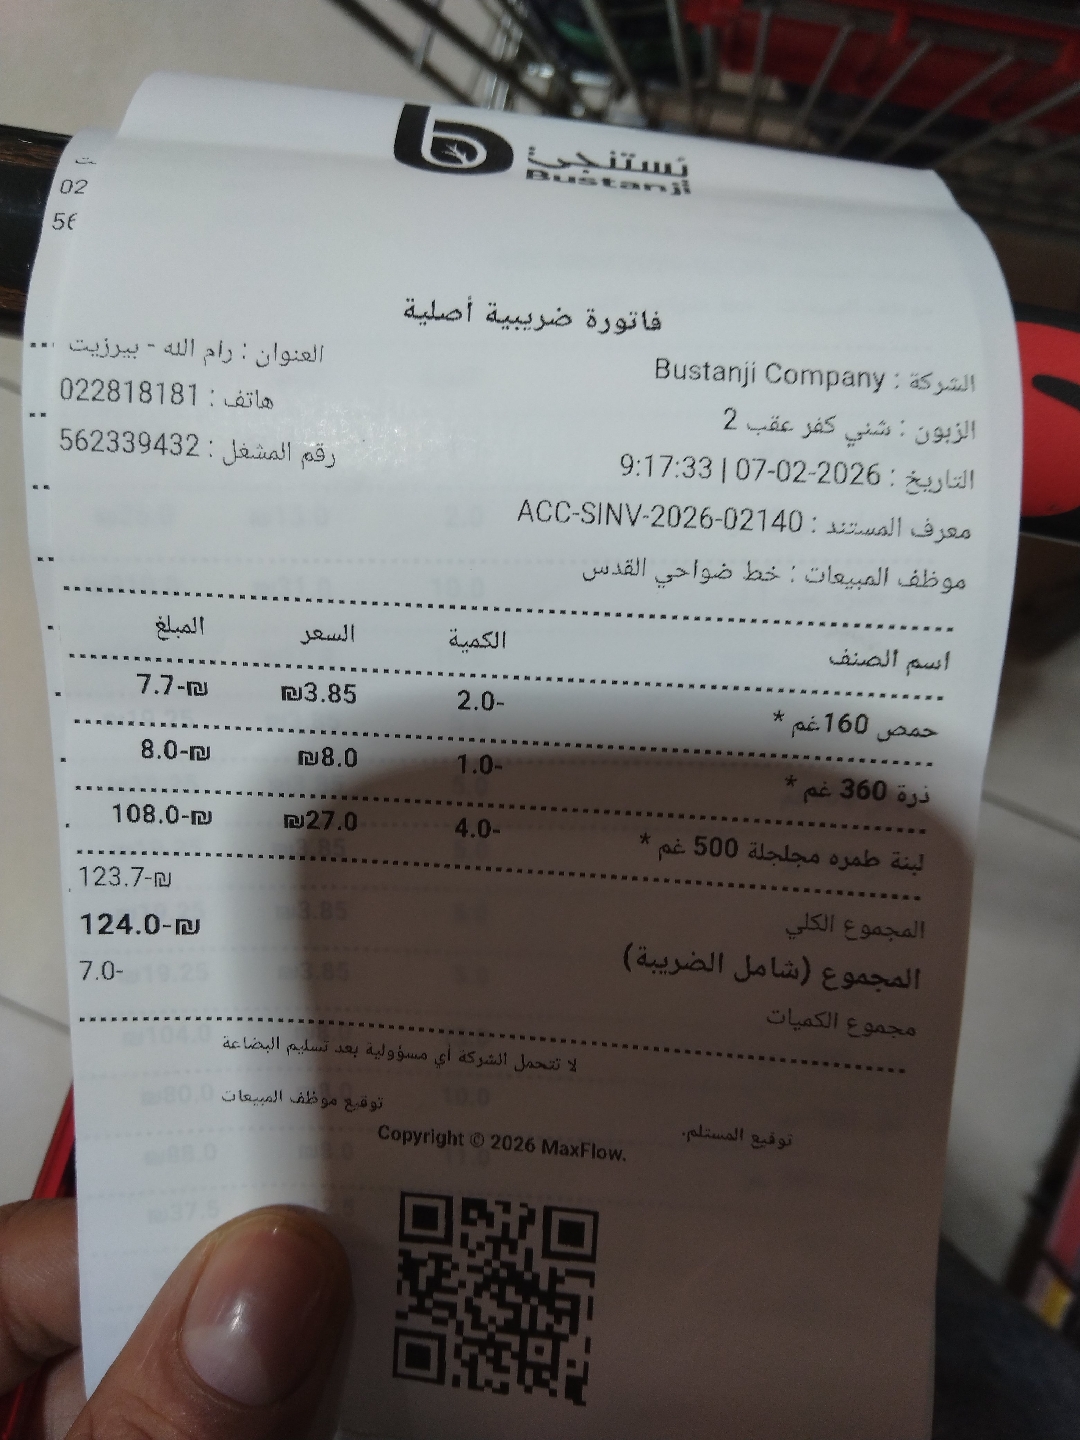 بستنجي
Bustanji
ت
02
56
فاتورة ضريبية أصلية
الشركة : Bustanji Company
العنوان : رام الله - بيرزيت
الزبون : شني كفر عقب 2
هاتف : 022818181
التاريخ : 07-02-2026 | 9:17:33
رقم المشغل : 562339432
معرف المستند : ACC-SINV-2026-02140
موظف المبيعات : خط ضواحي القدس
اسم الصنف الكمية السعر المبلغ
حمص 160غم * 2.0- ₪3.85 7.7-₪
ذرة 360 غم * 1.0- ₪8.0 8.0-₪
لبنة طمره مجلجلة 500 غم * 4.0- ₪27.0 108.0-₪
المجموع الكلي 123.7-₪
المجموع (شامل الضريبة) 124.0-₪
مجموع الكميات 7.0-
لا تتحمل الشركة أي مسؤولية بعد تسليم البضاعة
توقيع المستلم. توقيع موظف المبيعات
Copyright © 2026 MaxFlow.